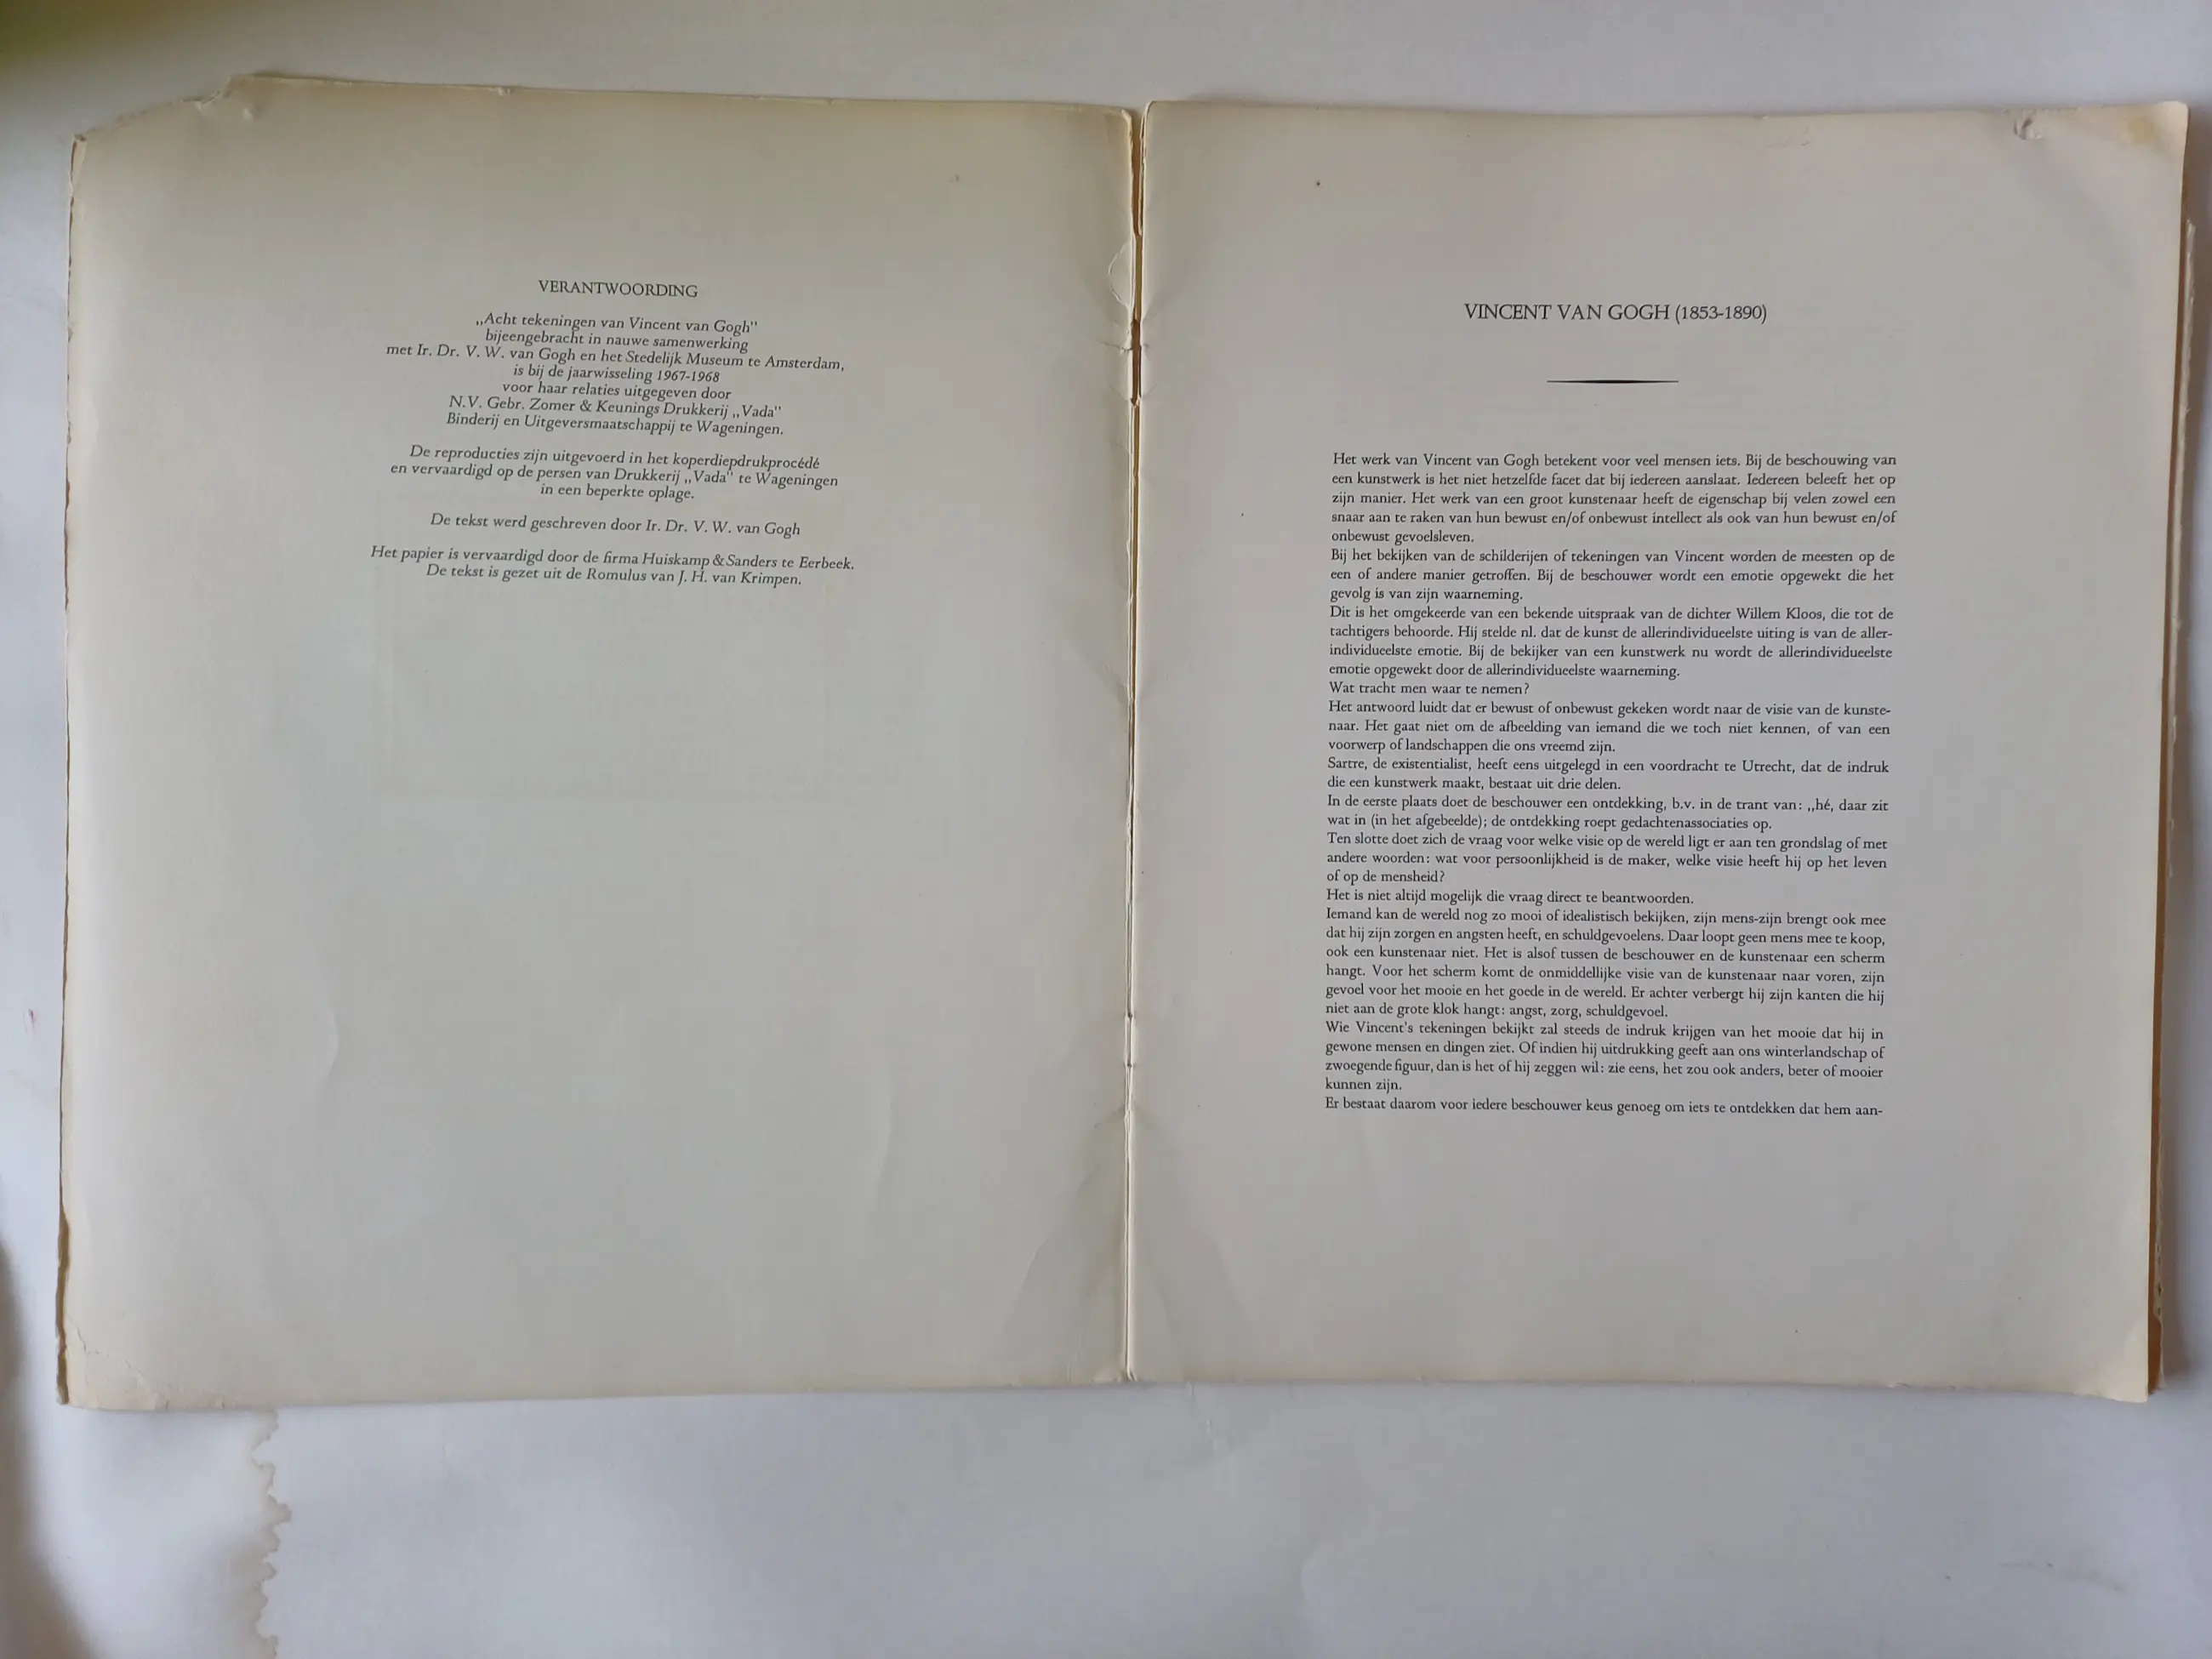 VERANTWOORDING
„Acht tekeningen van Vincent van Gogh"
bijeengebracht in nauwe samenwerking
met Ir. Dr. V. W. van Gogh en het Stedelijk Museum te Amsterdam,
is bij de jaarwisseling 1967-1968
voor haar relaties uitgegeven door
N.V. Gebr. Zomer & Keunings Drukkerij „Vada"
Binderij en Uitgeversmaatschappij te Wageningen.
De reproducties zijn uitgevoerd in het koperdiepdrukprocédé
en vervaardigd op de persen van Drukkerij „Vada" te Wageningen
in een beperkte oplage.
De tekst werd geschreven door Ir. Dr. V. W. van Gogh
Het papier is vervaardigd door de firma Huiskamp & Sanders te Eerbeek.
De tekst is gezet uit de Romulus van J. H. van Krimpen.
VINCENT VAN GOGH (1853-1890)
Het werk van Vincent van Gogh betekent voor veel mensen iets. Bij de beschouwing van
een kunstwerk is het niet hetzelfde facet dat bij iedereen aanslaat. Iedereen beleeft het op
zijn manier. Het werk van een groot kunstenaar heeft de eigenschap bij velen zowel een
snaar aan te raken van hun bewust en/of onbewust intellect als ook van hun bewust en/of
onbewust gevoelsleven.
Bij het bekijken van de schilderijen of tekeningen van Vincent worden de meesten op de
een of andere manier getroffen. Bij de beschouwer wordt een emotie opgewekt die het
gevolg is van zijn waarneming.
Dit is het omgekeerde van een bekende uitspraak van de dichter Willem Kloos, die tot de
tachtigers behoorde. Hij stelde nl. dat de kunst de allerindividueelste uiting is van de aller-
individueelste emotie. Bij de bekijker van een kunstwerk nu wordt de allerindividueelste
emotie opgewekt door de allerindividueelste waarneming.
Wat tracht men waar te nemen?
Het antwoord luidt dat er bewust of onbewust gekeken wordt naar de visie van de kunste-
naar. Het gaat niet om de afbeelding van iemand die we toch niet kennen, of van een
voorwerp of landschappen die ons vreemd zijn.
Sartre, de existentialist, heeft eens uitgelegd in een voordracht te Utrecht, dat de indruk
die een kunstwerk maakt, bestaat uit drie delen.
In de eerste plaats doet de beschouwer een ontdekking, b.v. in de trant van: „hé, daar zit
wat in (in het afgebeelde); de ontdekking roept gedachtenassociaties op.
Ten slotte doet zich de vraag voor welke visie op de wereld ligt er aan ten grondslag of met
andere woorden: wat voor persoonlijkheid is de maker, welke visie heeft hij op het leven
of op de mensheid?
Het is niet altijd mogelijk die vraag direct te beantwoorden.
Iemand kan de wereld nog zo mooi of idealistisch bekijken, zijn mens-zijn brengt ook mee
dat hij zijn zorgen en angsten heeft, en schuldgevoelens. Daar loopt geen mens mee te koop,
ook een kunstenaar niet. Het is alsof tussen de beschouwer en de kunstenaar een scherm
hangt. Voor het scherm komt de onmiddellijke visie van de kunstenaar naar voren, zijn
gevoel voor het mooie en het goede in de wereld. Er achter verbergt hij zijn kanten die hij
niet aan de grote klok hangt: angst, zorg, schuldgevoel.
Wie Vincent's tekeningen bekijkt zal steeds de indruk krijgen van het mooie dat hij in
gewone mensen en dingen ziet. Of indien hij uitdrukking geeft aan ons winterlandschap of
zwoegende figuur, dan is het of hij zeggen wil: zie eens, het zou ook anders, beter of mooier
kunnen zijn.
Er bestaat daarom voor iedere beschouwer keus genoeg om iets te ontdekken dat hem aan-